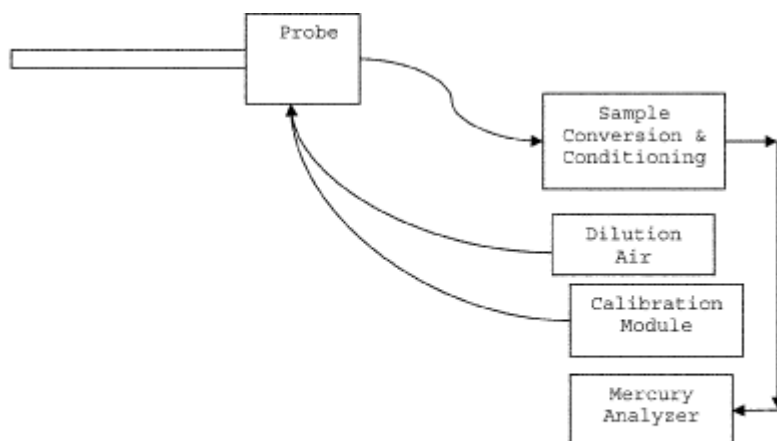 Probe
Sample
Conversion &
Conditioning
Dilution
Air
Calibration
Module
Mercury
Analyzer